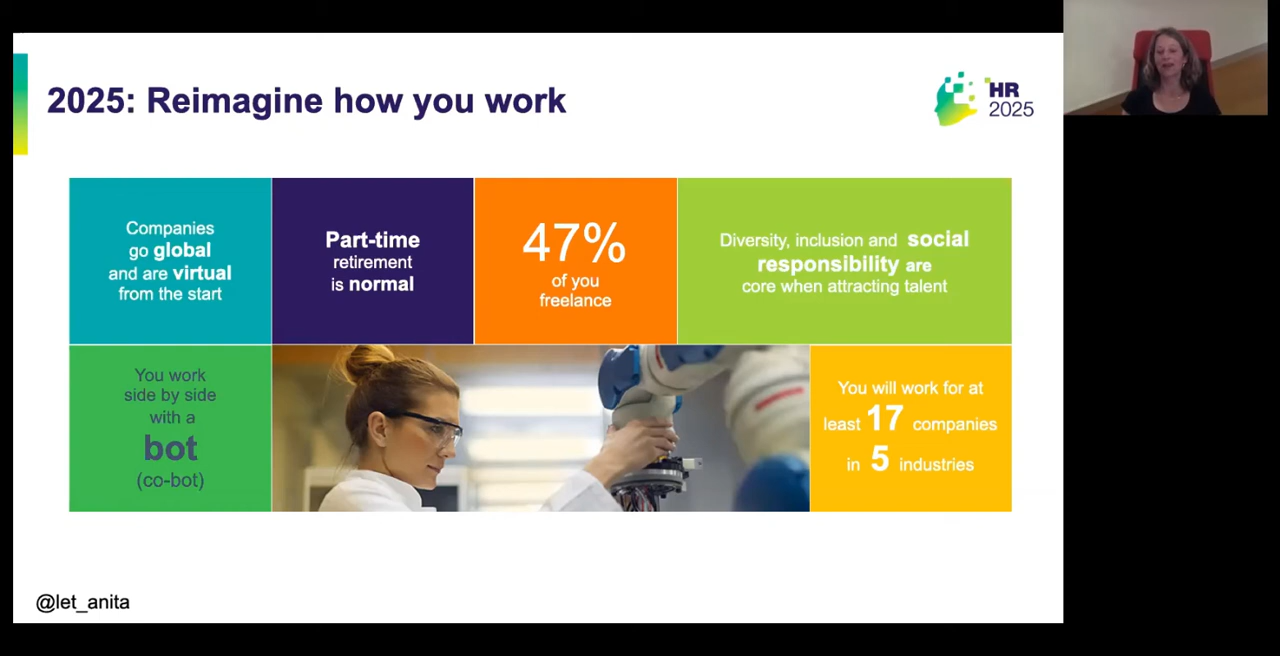 2025: Reimagine how you work
HR
2025
Companies
go global
and are virtual
from the start
Part-time
retirement
is normal
47%
of you
freelance
Diversity, inclusion and social
responsibility are
core when attracting talent
You work
side by side
with a
bot
(co-bot)
You will work for at
least 17 companies
in 5 industries
@let_anita